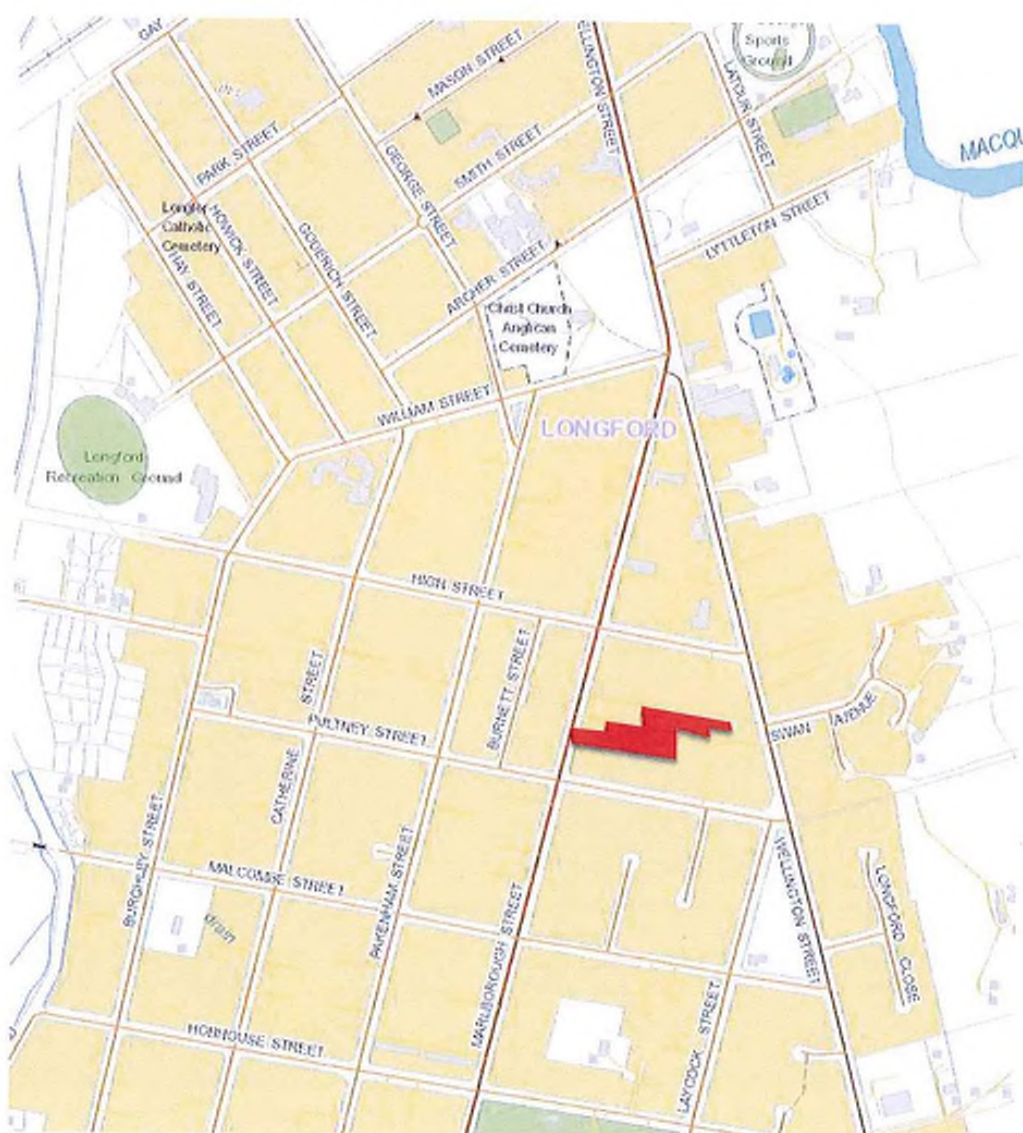 GAY
MASON STREET
WELLINGTON STREET
Sports
Ground
LATOUR STREET
PARK STREET
GEORGE STREET
SMITH STREET
MACQU
Catholic
Cemetery
HOWICK STREET
HAY STREET
GODERICH STREET
ARCHER STREET
LYTTLETON STREET
Christ Church
Anglican
Cemetery
WILLIAM STREET
LONGFORD
Longford
Recreation Ground
HIGH STREET
BURNETT STREET
STREET
CATHERINE
PULTNEY STREET
SWAN AVENUE
BURGHLEY STREET
MALCOMBE STREET
PAKENHAM STREET
MARLBOROUGH STREET
WELLINGTON STREET
LONGFORD CLOSE
HOBHOUSE STREET
LAYCOCK STREET